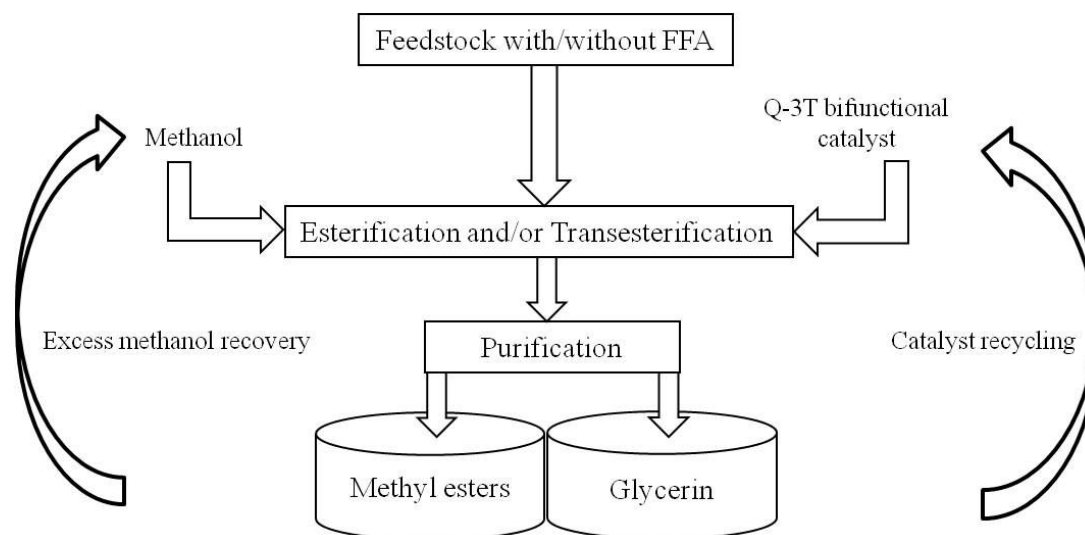 Feedstock with/without FFA
Methanol
Q-3T bifunctional
catalyst
Esterification and/or Transesterification
Excess methanol recovery
Purification
Catalyst recycling
Methyl esters
Glycerin